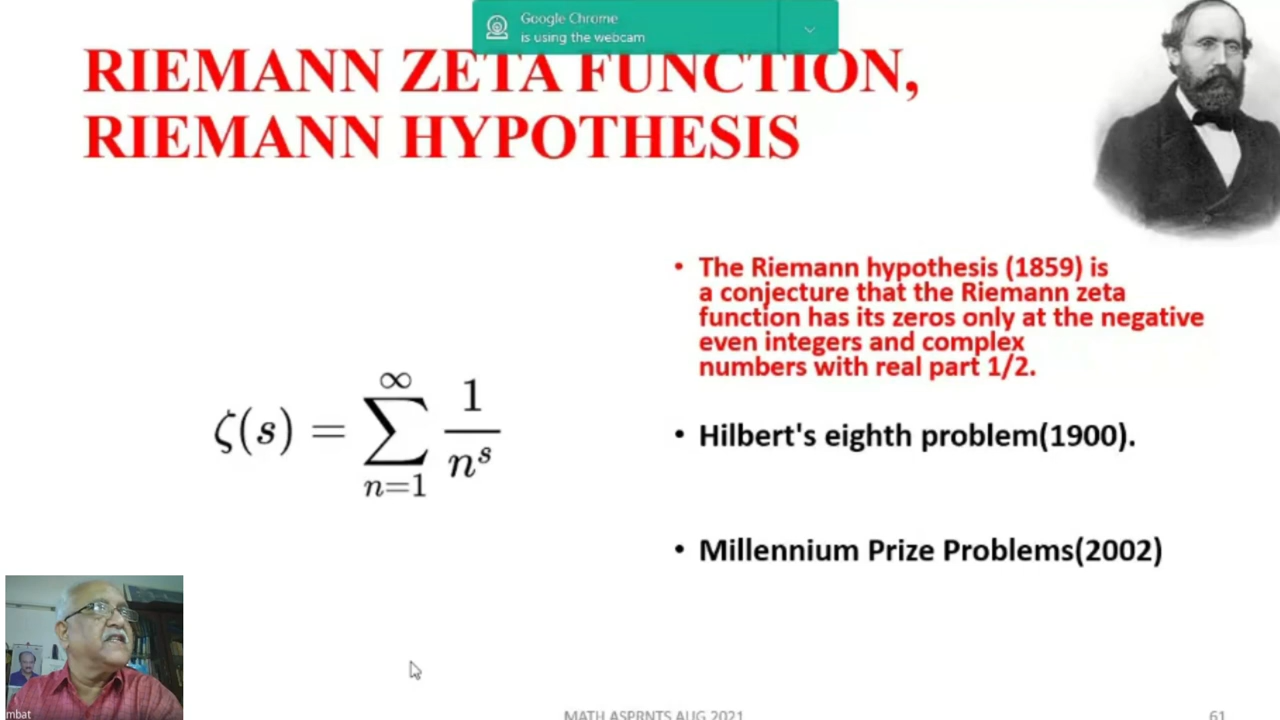 Google Chrome
is using the webcam
RIEMANN ZETA FUNCTION,
RIEMANN HYPOTHESIS
• The Riemann hypothesis (1859) is
a conjecture that the Riemann zeta
function has its zeros only at the negative
even integers and complex
numbers with real part 1/2.
ζ(s) = ∑_{n=1}^{∞} 1/n^s
• Hilbert's eighth problem(1900).
• Millennium Prize Problems(2002)
mbat
MATH ASPRNTS AUG 2021
61